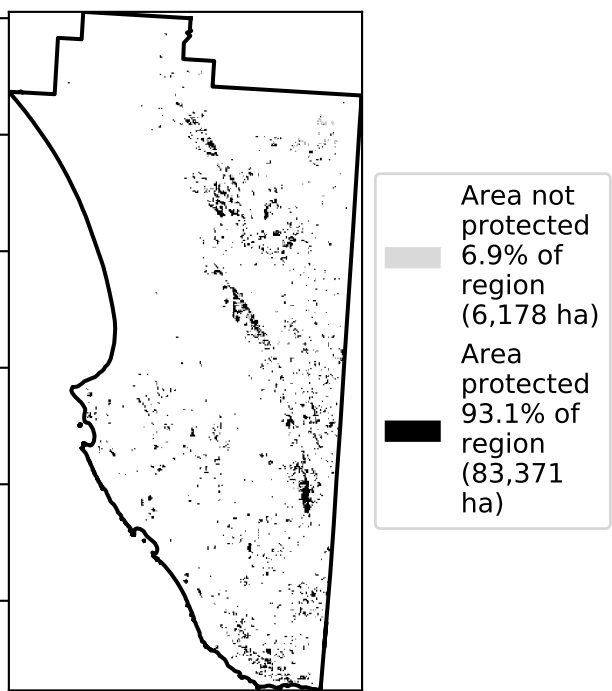 Area not
protected
6.9% of
region
(6,178 ha)
Area
protected
93.1% of
region
(83,371
ha)